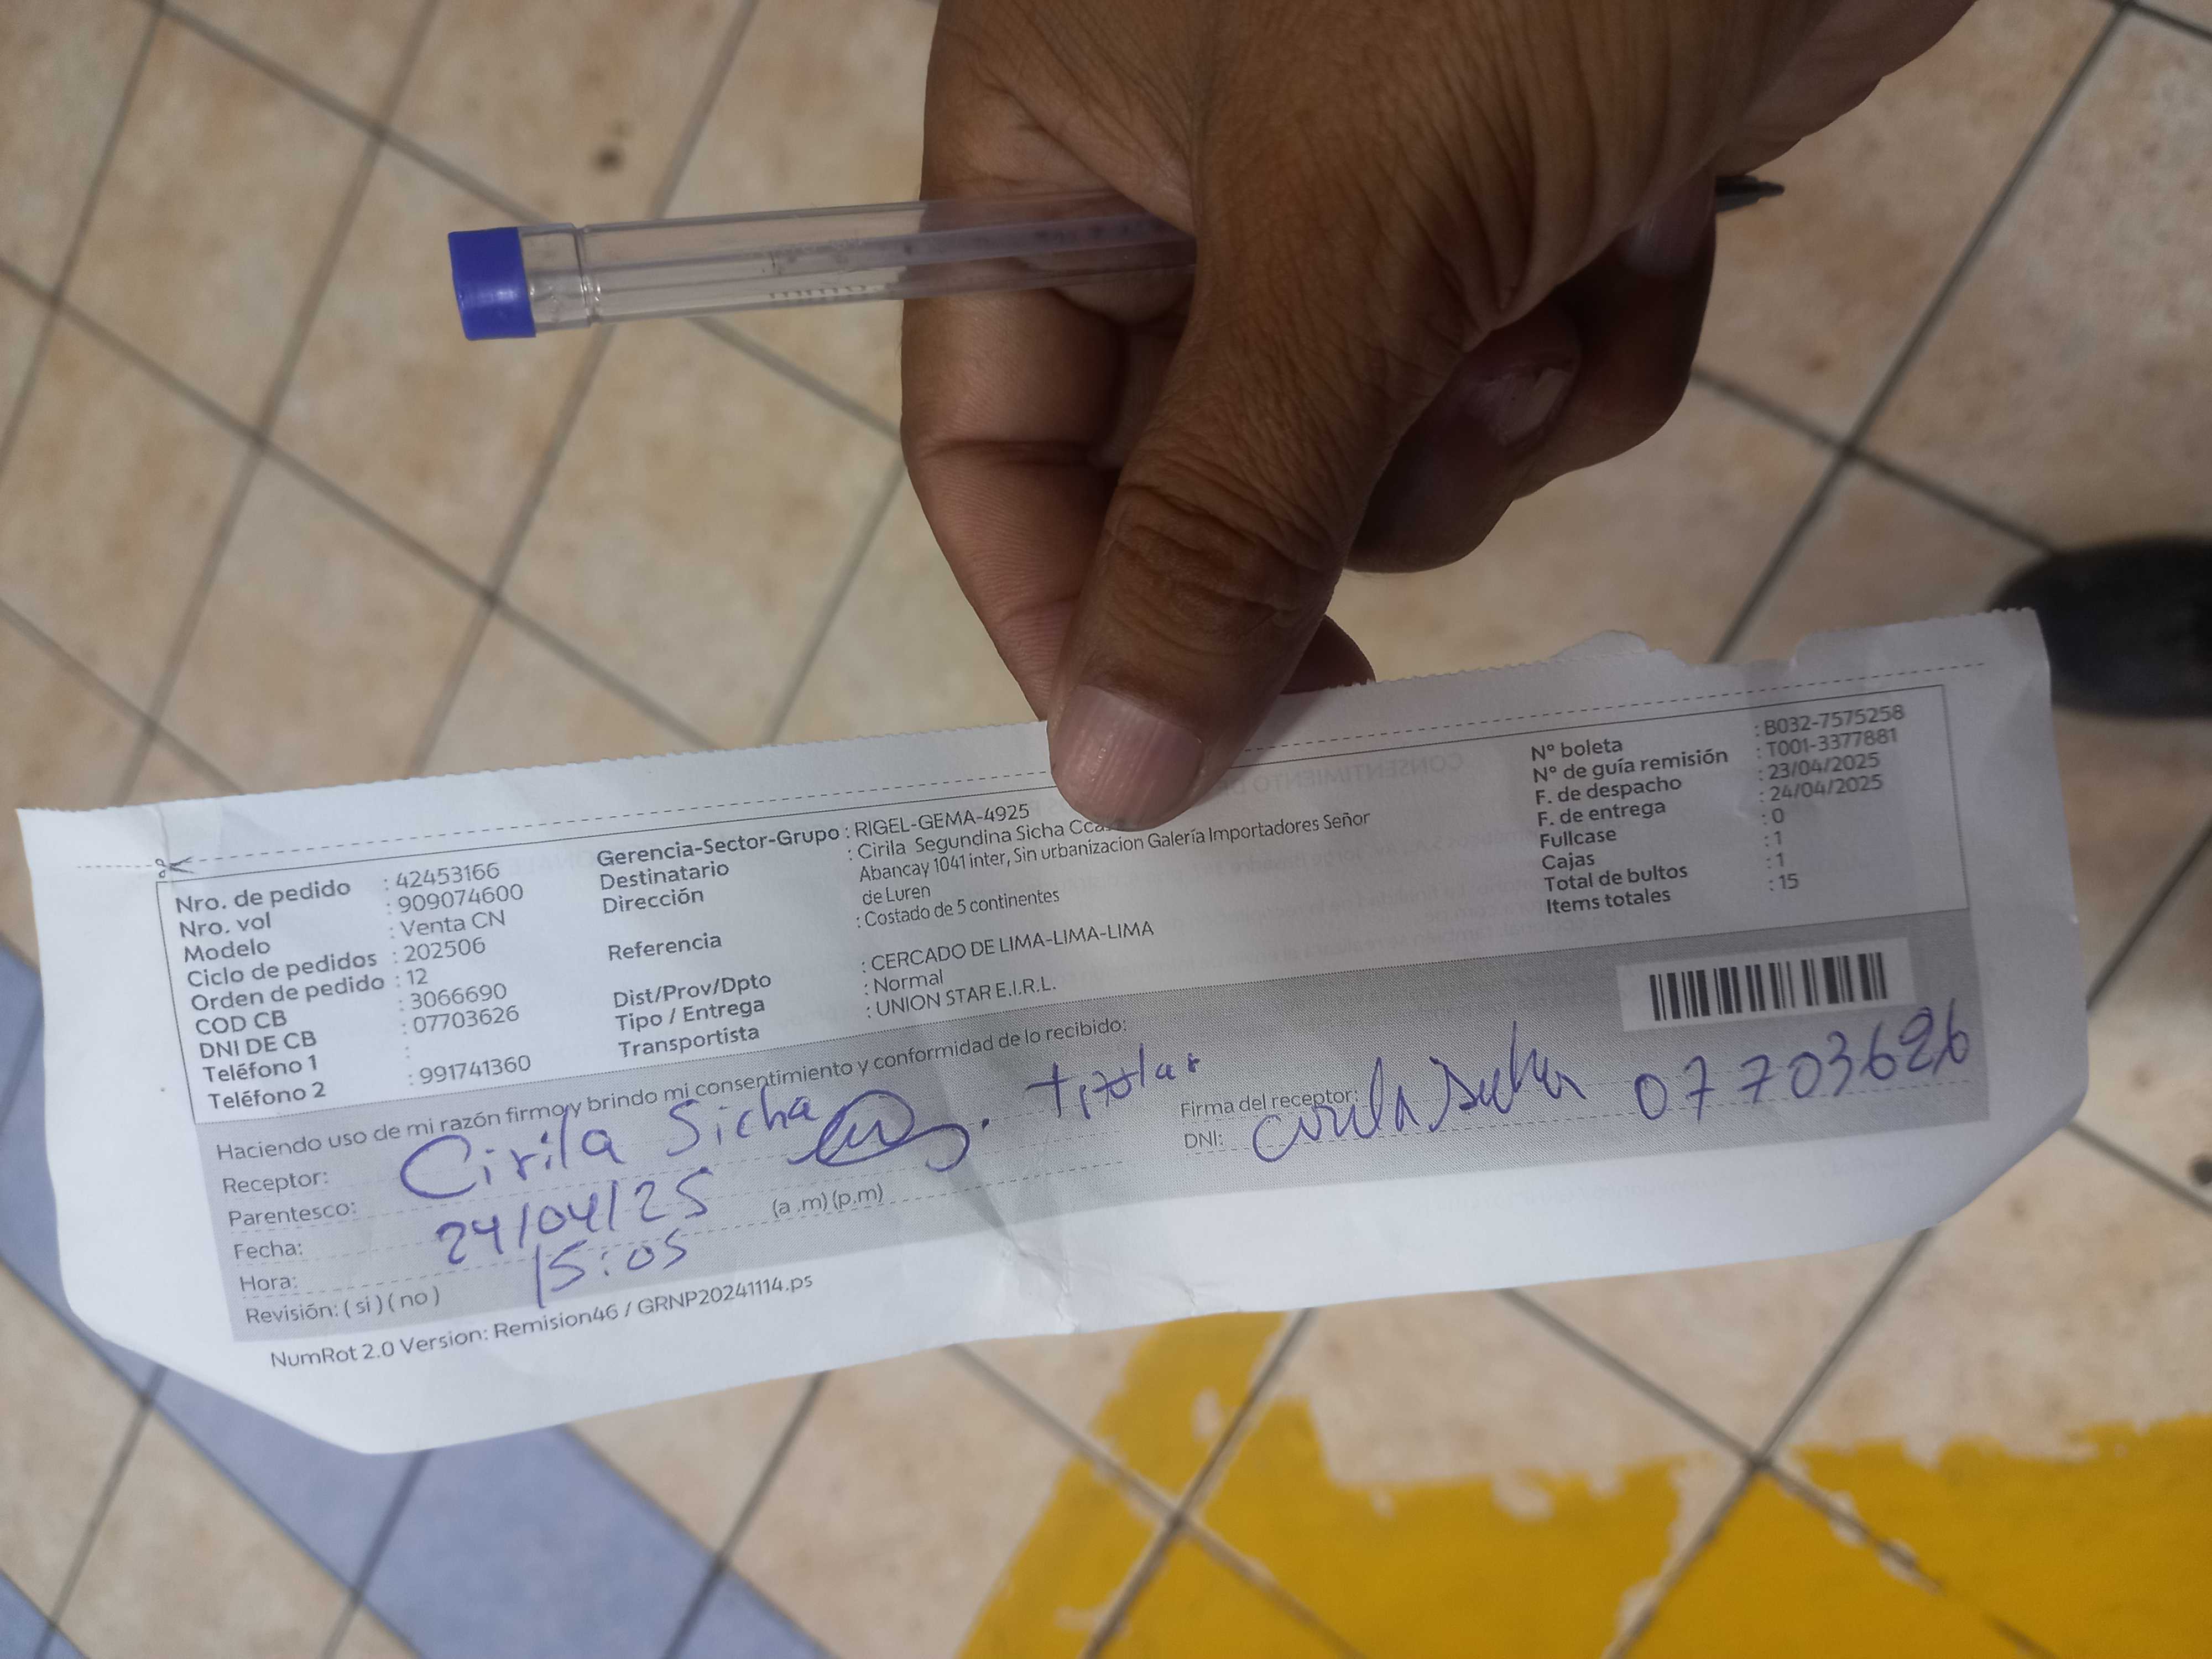 Nro. de pedido : 42453166
Nro. vol : 909074600
Modelo : Venta CN
Ciclo de pedidos : 202506
Orden de pedido : 12
COD CB : 3066690
DNI DE CB : 07703626
Teléfono 1 :
Teléfono 2 : 991741360
Gerencia-Sector-Grupo : RIGEL-GEMA-4925
Destinatario : Cirila Segundina Sicha
Dirección Abancay 1041 inter, Sin urbanizacion Galería Importadores Señor
de Luren
Referencia : Costado de 5 continentes
Dist/Prov/Dpto : CERCADO DE LIMA-LIMA-LIMA
Tipo / Entrega : Normal
Transportista : UNION STAR E.I.R.L.
N° boleta : B032-7575258
N° de guía remisión : T001-3377881
F. de despacho : 23/04/2025
F. de entrega : 24/04/2025
Fullcase : 0
Cajas : 1
Total de bultos : 1
Items totales : 15
Haciendo uso de mi razón firmo y brindo mi consentimiento y conformidad de lo recibido:
Receptor: Cirila Sicha titular
Parentesco:
Fecha: 24/04/25
Hora: 15:05 (a .m) (p.m)
Revisión: ( si ) ( no )
Firma del receptor:
DNI: Cirila Sicha 07703626
NumRot 2.0 Version: Remision46 / GRNP20241114.ps